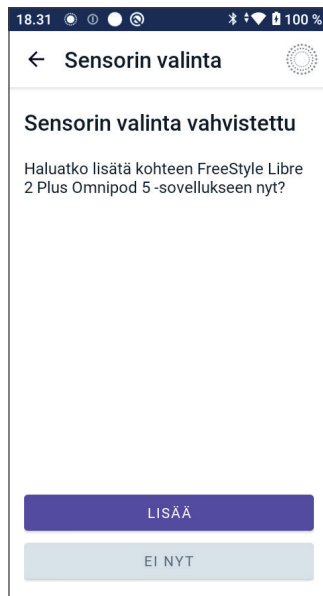 18.31 100 %
Sensorin valinta
Sensorin valinta vahvistettu
Haluatko lisätä kohteen FreeStyle Libre
2 Plus Omnipod 5 -sovellukseen nyt?
LISÄÄ
EI NYT